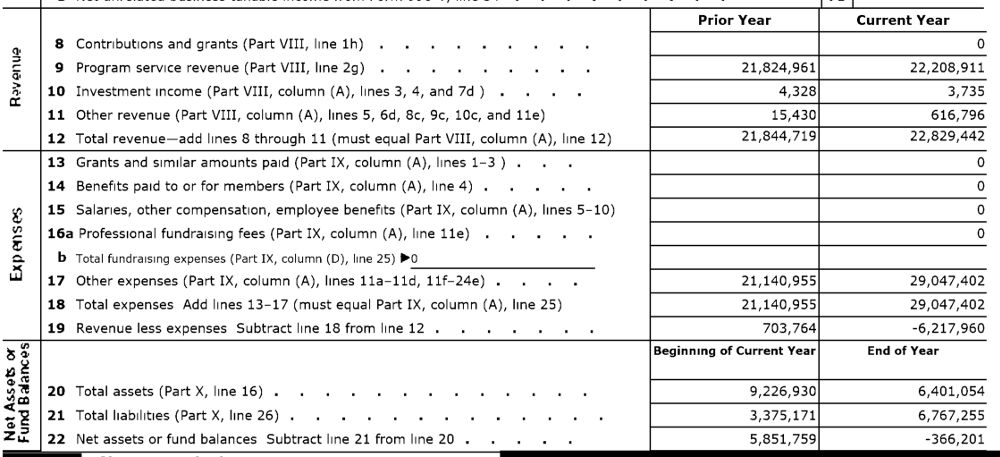 Prior Year Current Year
Revenue
8 Contributions and grants (Part VIII, line 1h) . . . . . . . . . 0
9 Program service revenue (Part VIII, line 2g) . . . . . . . . . 21,824,961 22,208,911
10 Investment income (Part VIII, column (A), lines 3, 4, and 7d ) . . . . 4,328 3,735
11 Other revenue (Part VIII, column (A), lines 5, 6d, 8c, 9c, 10c, and 11e) 15,430 616,796
12 Total revenue—add lines 8 through 11 (must equal Part VIII, column (A), line 12) 21,844,719 22,829,442
Expenses
13 Grants and similar amounts paid (Part IX, column (A), lines 1–3 ) . . . 0
14 Benefits paid to or for members (Part IX, column (A), line 4) . . . . . 0
15 Salaries, other compensation, employee benefits (Part IX, column (A), lines 5–10) 0
16a Professional fundraising fees (Part IX, column (A), line 11e) . . . . . 0
b Total fundraising expenses (Part IX, column (D), line 25) ▶0
17 Other expenses (Part IX, column (A), lines 11a–11d, 11f–24e) . . . . 21,140,955 29,047,402
18 Total expenses Add lines 13–17 (must equal Part IX, column (A), line 25) 21,140,955 29,047,402
19 Revenue less expenses Subtract line 18 from line 12 . . . . . . . 703,764 -6,217,960
Net Assets or
Fund Balances
Beginning of Current Year End of Year
20 Total assets (Part X, line 16) . . . . . . . . . . . . . 9,226,930 6,401,054
21 Total liabilities (Part X, line 26) . . . . . . . . . . . . . 3,375,171 6,767,255
22 Net assets or fund balances Subtract line 21 from line 20 . . . . . 5,851,759 -366,201